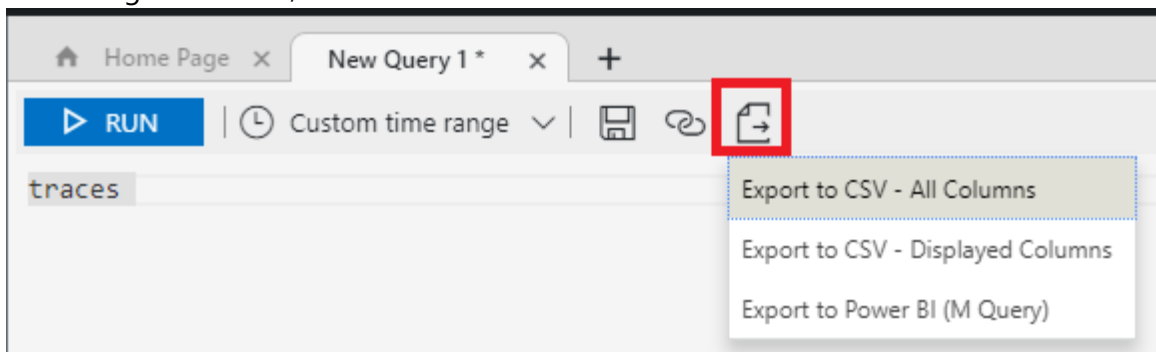 Home Page × New Query 1 * × +
RUN Custom time range
traces
Export to CSV - All Columns
Export to CSV - Displayed Columns
Export to Power BI (M Query)